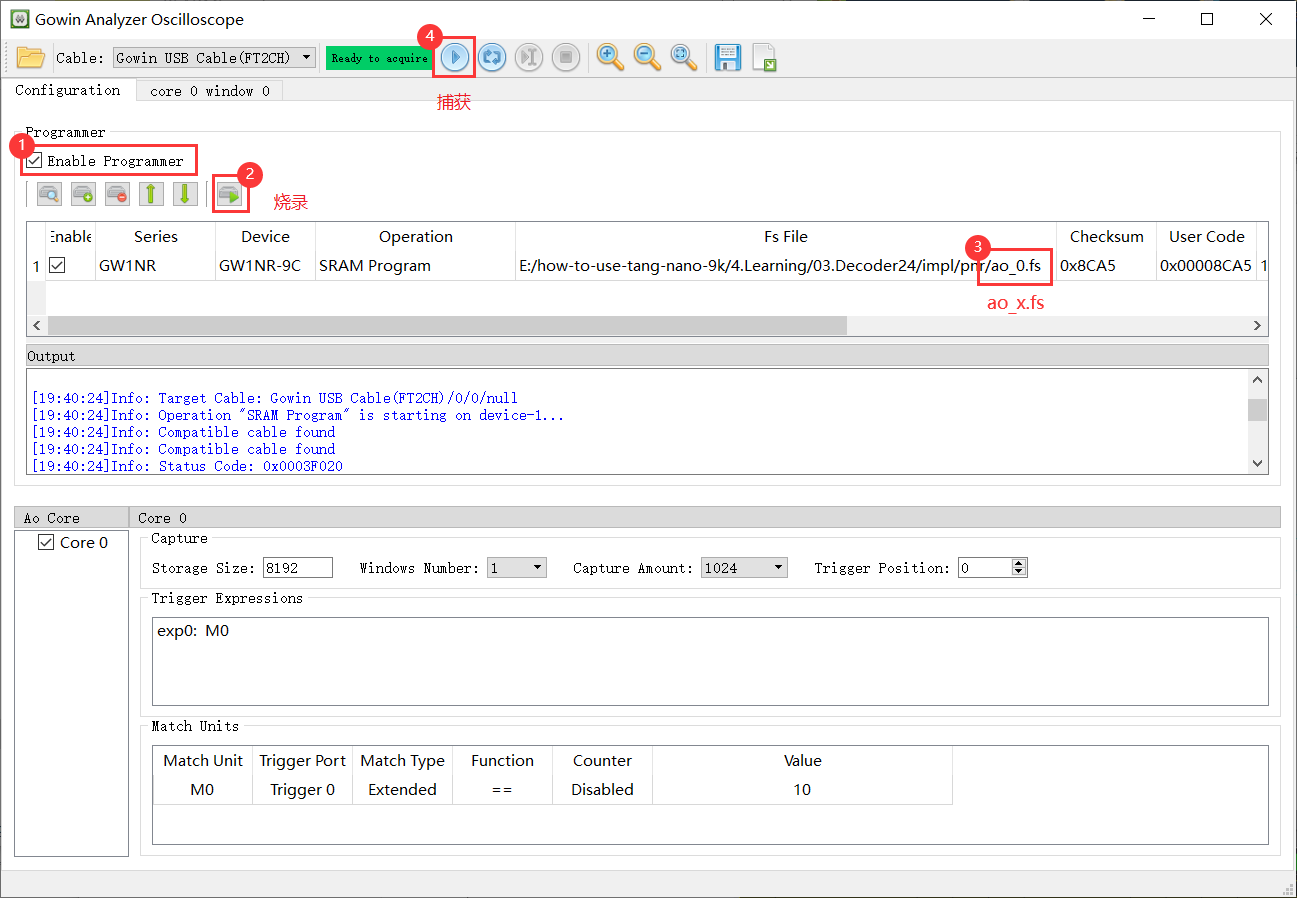 Gowin Analyzer Oscilloscope
Cable: Gowin USB Cable(FT2CH) Ready to acquire 4
捕获
Configuration core 0 window 0
Programmer
1
Enable Programmer
2
烧录
Enable Series Device Operation Fs File Checksum User Code
3
1 GW1NR GW1NR-9C SRAM Program E:/how-to-use-tang-nano-9k/4.Learning/03.Decoder24/impl/pnr/ao_0.fs 0x8CA5 0x00008CA5 1
ao_x.fs
Output
[19:40:24]Info: Target Cable: Gowin USB Cable(FT2CH)/0/0/null
[19:40:24]Info: Operation "SRAM Program" is starting on device-1...
[19:40:24]Info: Compatible cable found
[19:40:24]Info: Compatible cable found
[19:40:24]Info: Status Code: 0x0003F020
Ao Core Core 0
Core 0
Capture
Storage Size: 8192 Windows Number: 1 Capture Amount: 1024 Trigger Position: 0
Trigger Expressions
exp0: M0
Match Units
Match Unit Trigger Port Match Type Function Counter Value
M0 Trigger 0 Extended == Disabled 10